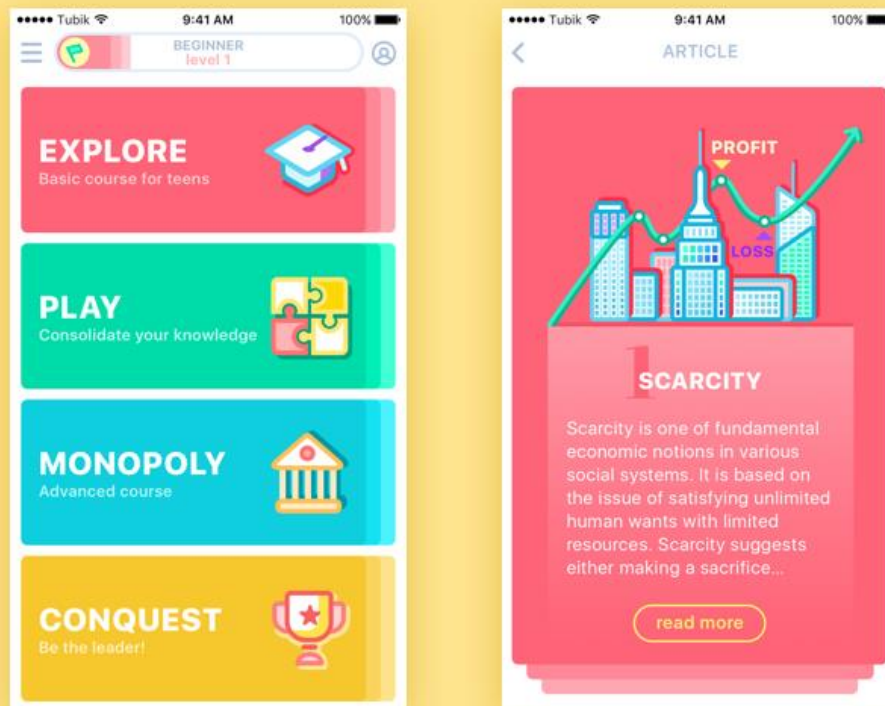 Tubik 9:41 AM 100%
BEGINNER
level 1
EXPLORE
Basic course for teens
PLAY
Consolidate your knowledge
MONOPOLY
Advanced course
CONQUEST
Be the leader!
Tubik 9:41 AM 100%
ARTICLE
PROFIT
LOSS
1
SCARCITY
Scarcity is one of fundamental
economic notions in various
social systems. It is based on
the issue of satisfying unlimited
human wants with limited
resources. Scarcity suggests
either making a sacrifice...
read more